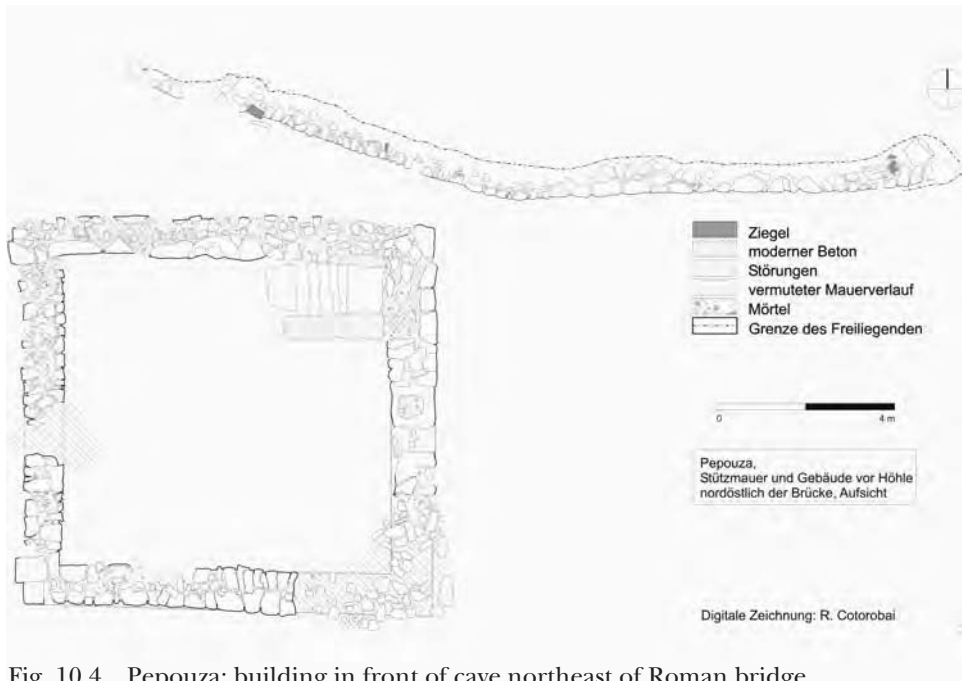 Ziegel
moderner Beton
Störungen
vermuteter Mauerverlauf
Mörtel
Grenze des Freiliegenden
0 4 m
Pepouza,
Stützmauer und Gebäude vor Höhle
nordöstlich der Brücke, Aufsicht
Digitale Zeichnung: R. Cotorobai
Fig. 10.4 Pepouza: building in front of cave northeast of Roman bridge